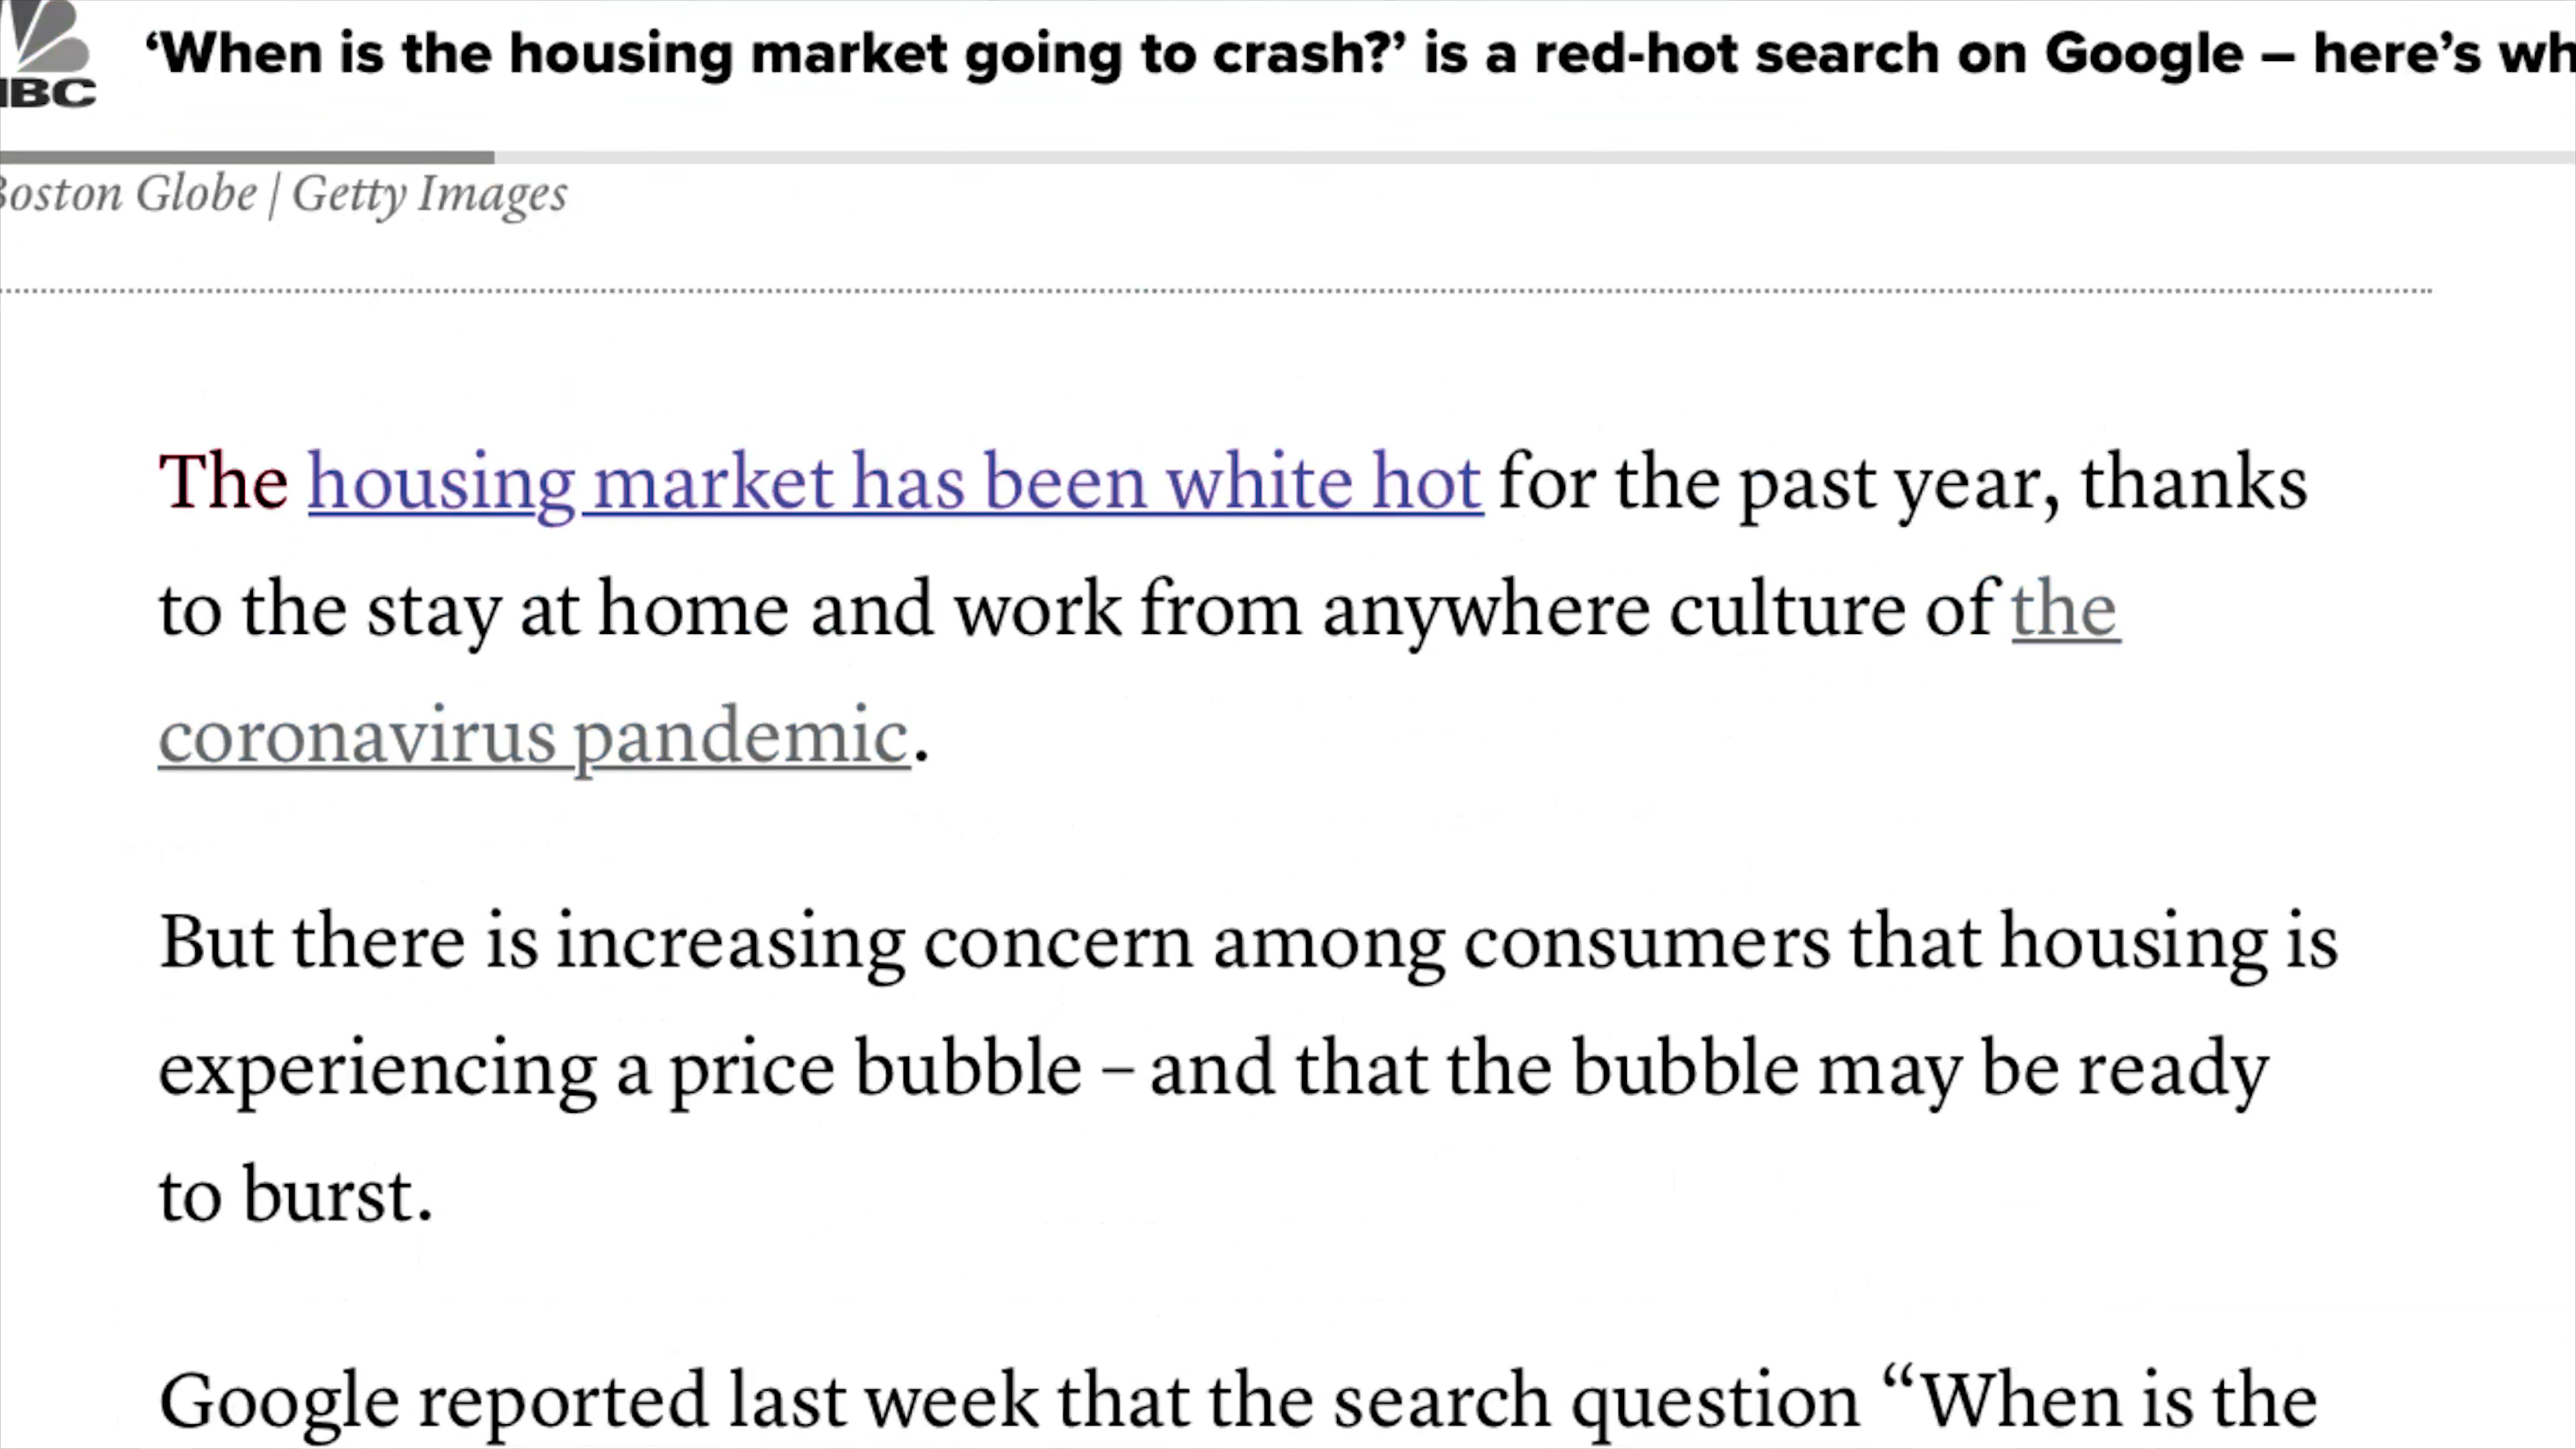 ‘When is the housing market going to crash?’ is a red-hot search on Google – here’s wh
BC
Boston Globe | Getty Images
The housing market has been white hot for the past year, thanks
to the stay at home and work from anywhere culture of the
coronavirus pandemic.
But there is increasing concern among consumers that housing is
experiencing a price bubble – and that the bubble may be ready
to burst.
Google reported last week that the search question “When is the